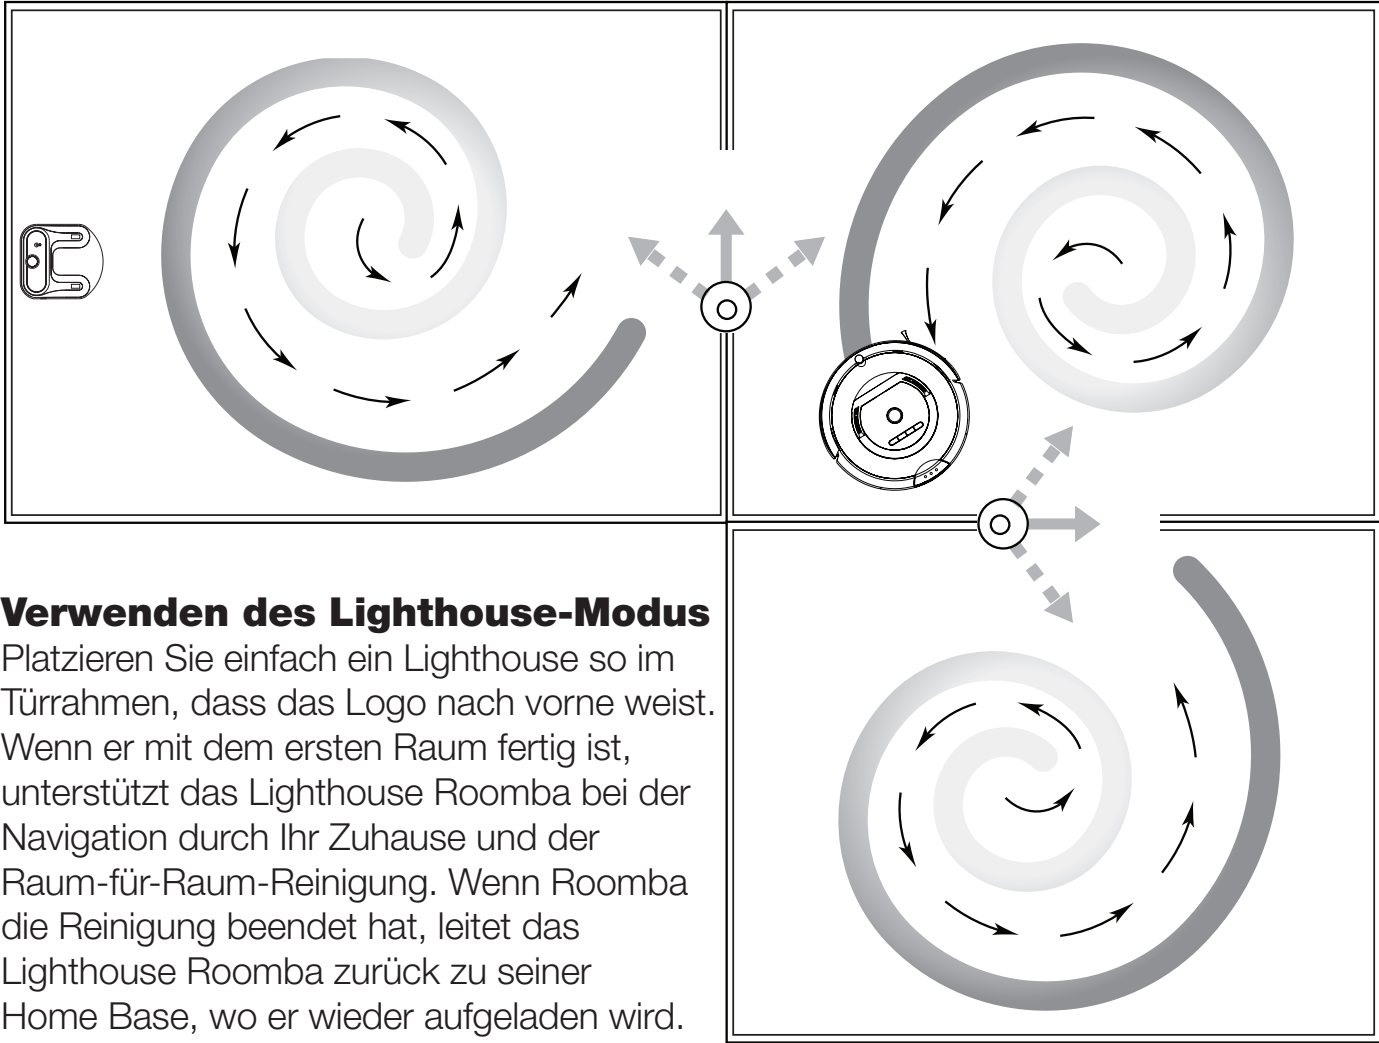 Verwenden des Lighthouse-Modus
Platzieren Sie einfach ein Lighthouse so im
Türrahmen, dass das Logo nach vorne weist.
Wenn er mit dem ersten Raum fertig ist,
unterstützt das Lighthouse Roomba bei der
Navigation durch Ihr Zuhause und der
Raum-für-Raum-Reinigung. Wenn Roomba
die Reinigung beendet hat, leitet das
Lighthouse Roomba zurück zu seiner
Home Base, wo er wieder aufgeladen wird.